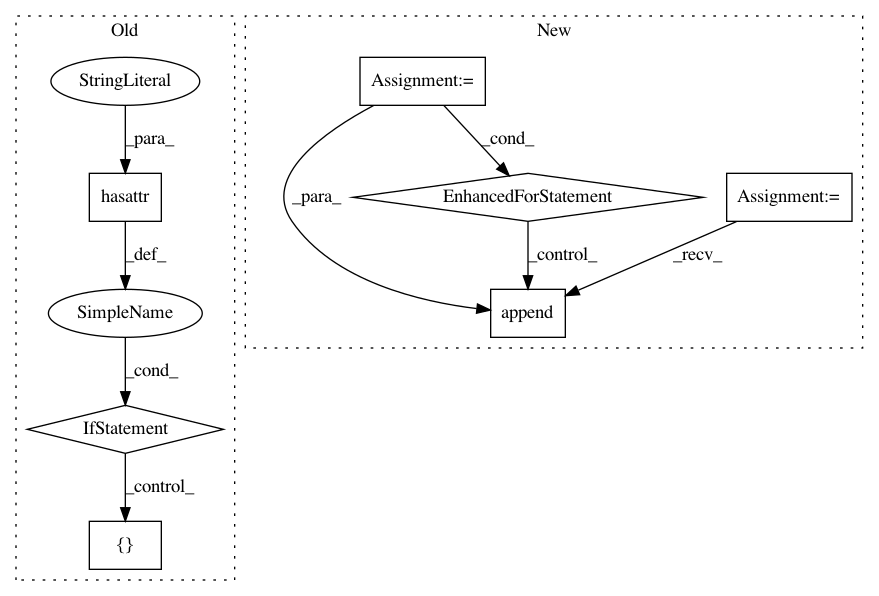 Old
StringLiteral
_para_
hasattr
_def_
SimpleName
_cond_
IfStatement
_control_
{}
New
Assignment:=
_cond_
_para_
EnhancedForStatement
Assignment:=
_control_
_recv_
append